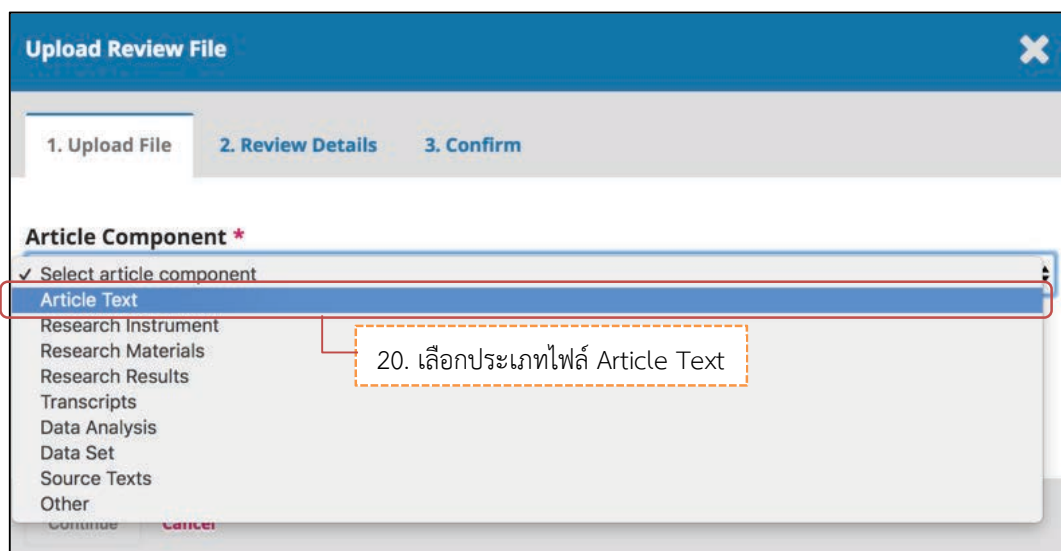 Upload Review File
1. Upload File 2. Review Details 3. Confirm
Article Component *
✓ Select article component
Article Text
Research Instrument
Research Materials
20. เลือกประเภทไฟล์ Article Text
Research Results
Transcripts
Data Analysis
Data Set
Source Texts
Other
Continue Cancel